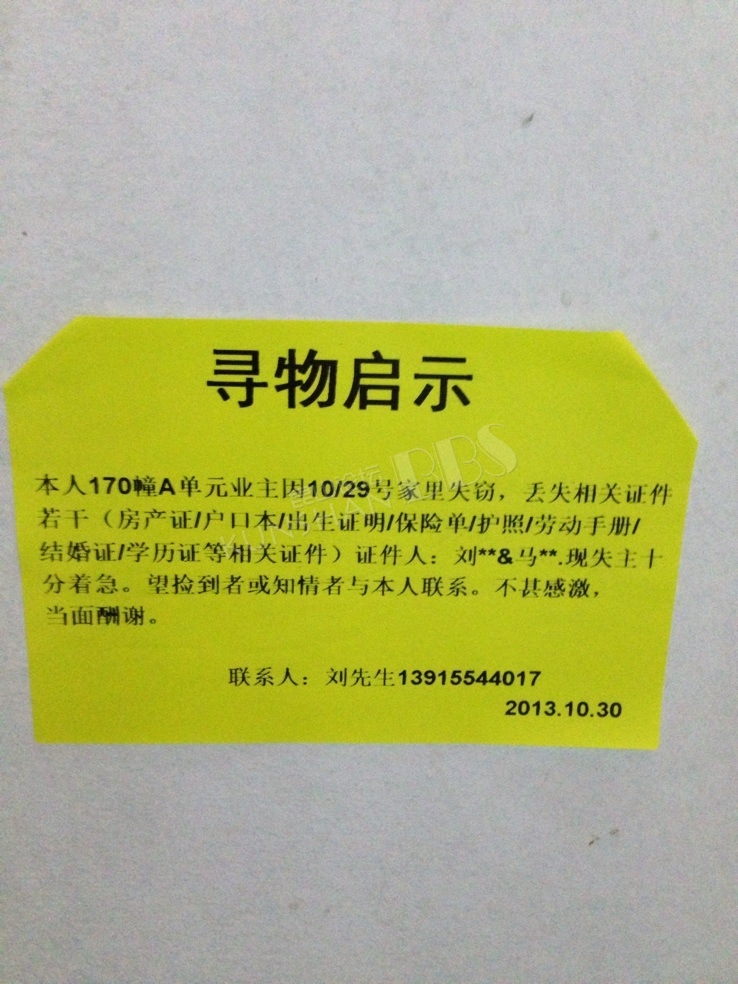 寻物启示
本人170幢A单元业主因10/29号家里失窃，丢失相关证件
若干（房产证/户口本/出生证明/保险单/护照/劳动手册/
结婚证/学历证等相关证件）证件人：刘**&马**.现失主十
分着急。望捡到者或知情者与本人联系。不甚感激，
当面酬谢。
联系人：刘先生13915544017
2013.10.30
BBS